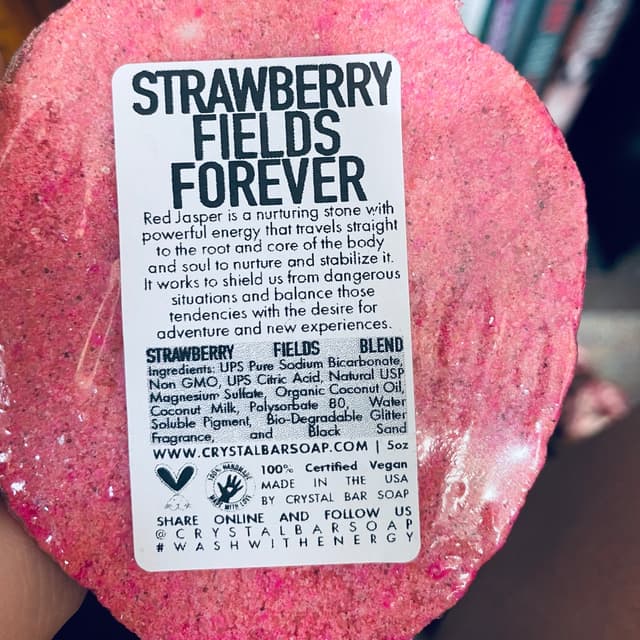 STRAWBERRY
FIELDS
FOREVER
Red Jasper is a nurturing stone with
powerful energy that travels straight
to the root and core of the body
and soul to nurture and stabilize it.
It works to shield us from dangerous
situations and balance those
tendencies with the desire for
adventure and new experiences.
STRAWBERRY FIELDS BLEND
Ingredients: UPS Pure Sodium Bicarbonate,
Non GMO, UPS Citric Acid, Natural USP
Magnesium Sulfate, Organic Coconut Oil,
Coconut Milk, Polysorbate 80, Water
Soluble Pigment, Bio-Degradable Glitter
Fragrance, and Black Sand
WWW.CRYSTALBARSOAP.COM | 5oz
100% HANDMADE
MADE WITH LOVE
100% Certified Vegan
MADE IN THE USA
BY CRYSTAL BAR SOAP
SHARE ONLINE AND FOLLOW US
@CRYSTALBARSOAP
#WASHWITHENERGY